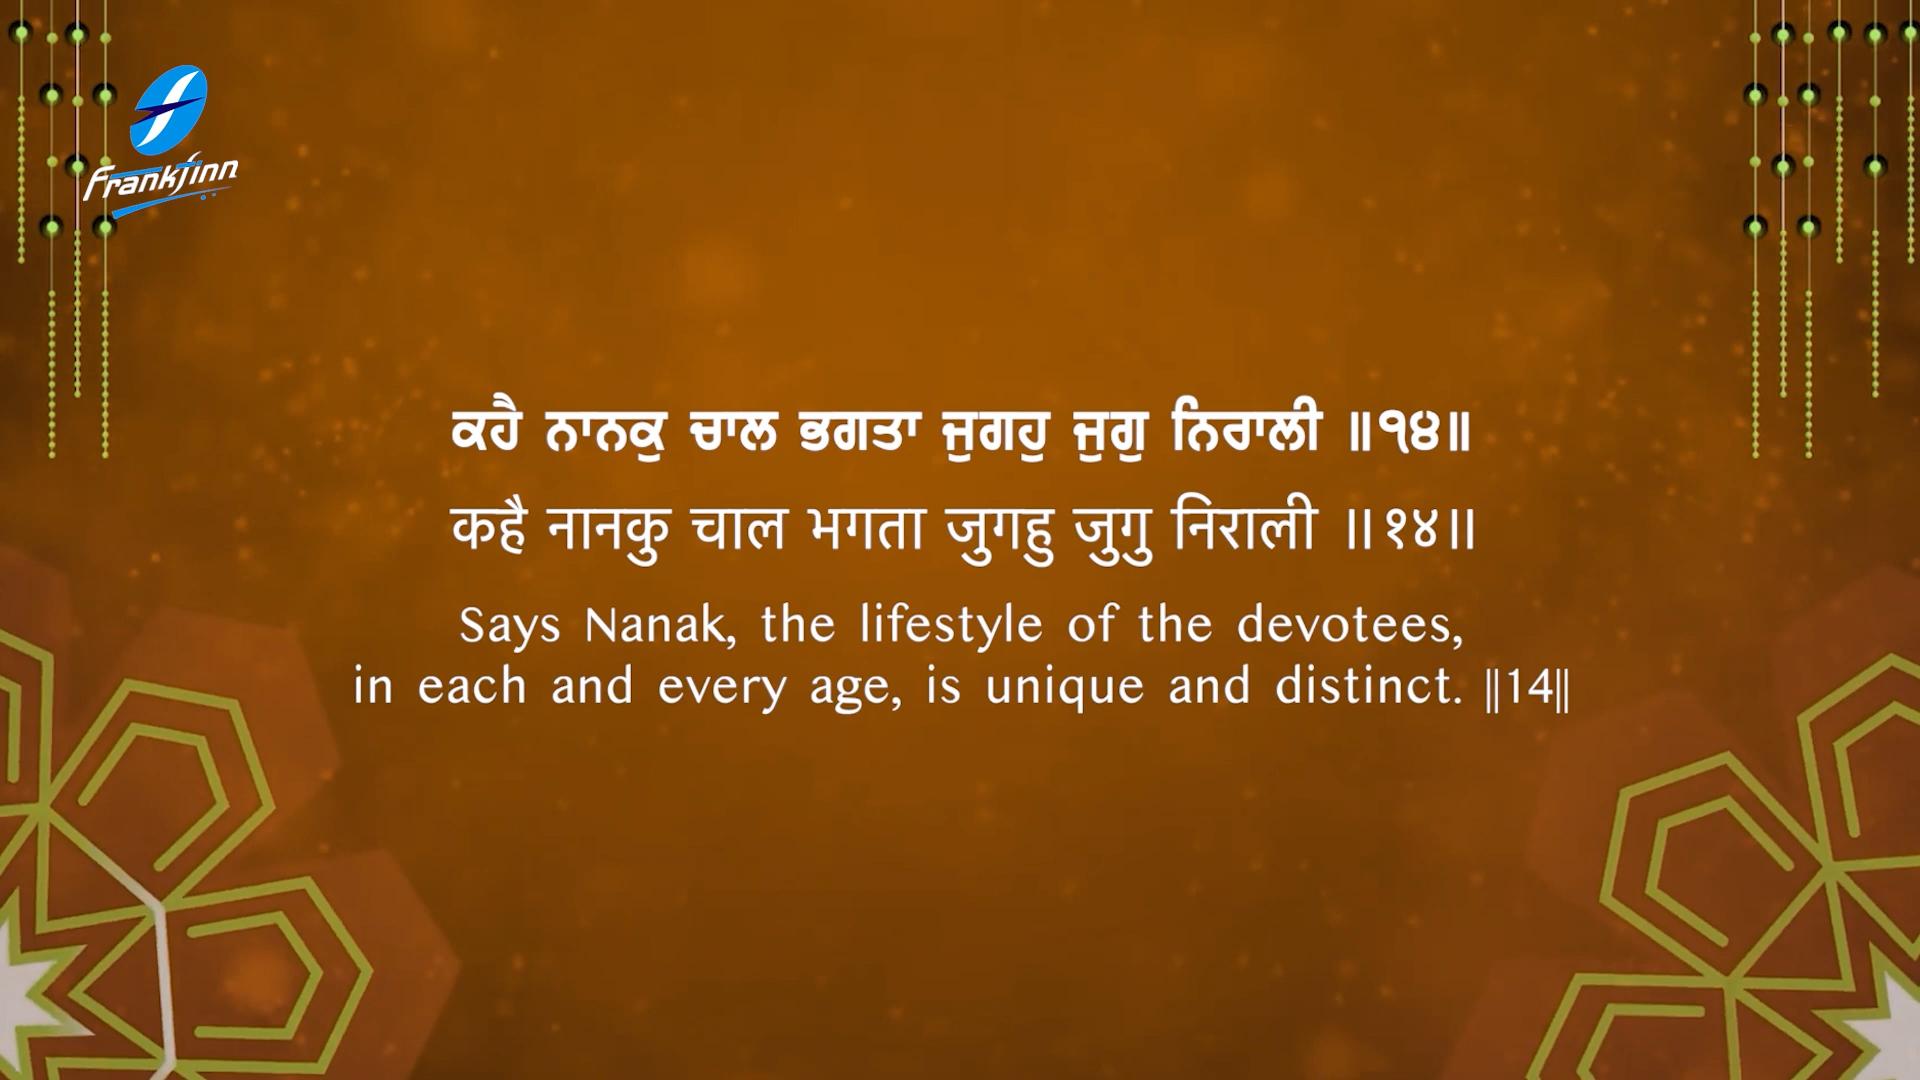 Frankfinn
ਕਹੈ ਨਾਨਕੁ ਚਾਲ ਭਗਤਾ ਜੁਗਹੁ ਜੁਗੁ ਨਿਰਾਲੀ ॥੧੪॥
कहै नानकु चाल भगता जुगहु जुगु निराली ॥१४॥
Says Nanak, the lifestyle of the devotees,
in each and every age, is unique and distinct. ||14||